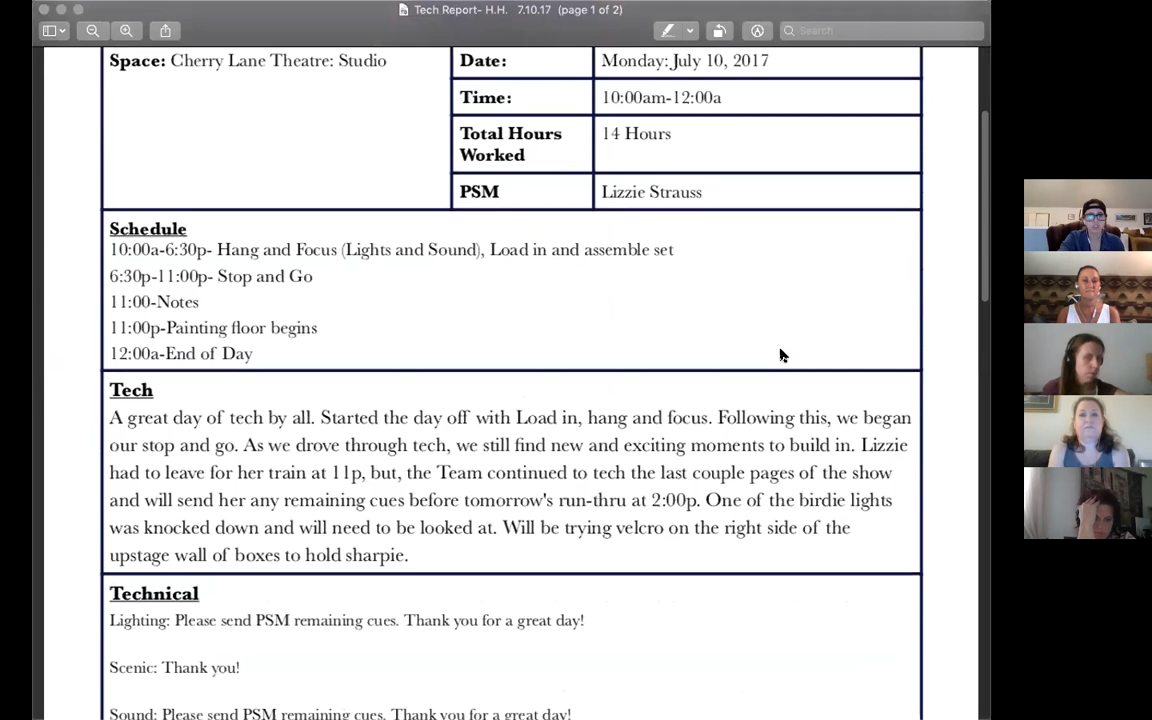 Tech Report- H.H. 7.10.17 (page 1 of 2)
Search
Space: Cherry Lane Theatre: Studio
Date: Monday: July 10, 2017
Time: 10:00am-12:00a
Total Hours Worked 14 Hours
PSM Lizzie Strauss
Schedule
10:00a-6:30p- Hang and Focus (Lights and Sound), Load in and assemble set
6:30p-11:00p- Stop and Go
11:00-Notes
11:00p-Painting floor begins
12:00a-End of Day
Tech
A great day of tech by all. Started the day off with Load in, hang and focus. Following this, we began
our stop and go. As we drove through tech, we still find new and exciting moments to build in. Lizzie
had to leave for her train at 11p, but, the Team continued to tech the last couple pages of the show
and will send her any remaining cues before tomorrow's run-thru at 2:00p. One of the birdie lights
was knocked down and will need to be looked at. Will be trying velcro on the right side of the
upstage wall of boxes to hold sharpie.
Technical
Lighting: Please send PSM remaining cues. Thank you for a great day!
Scenic: Thank you!
Sound: Please send PSM remaining cues. Thank you for a great day!